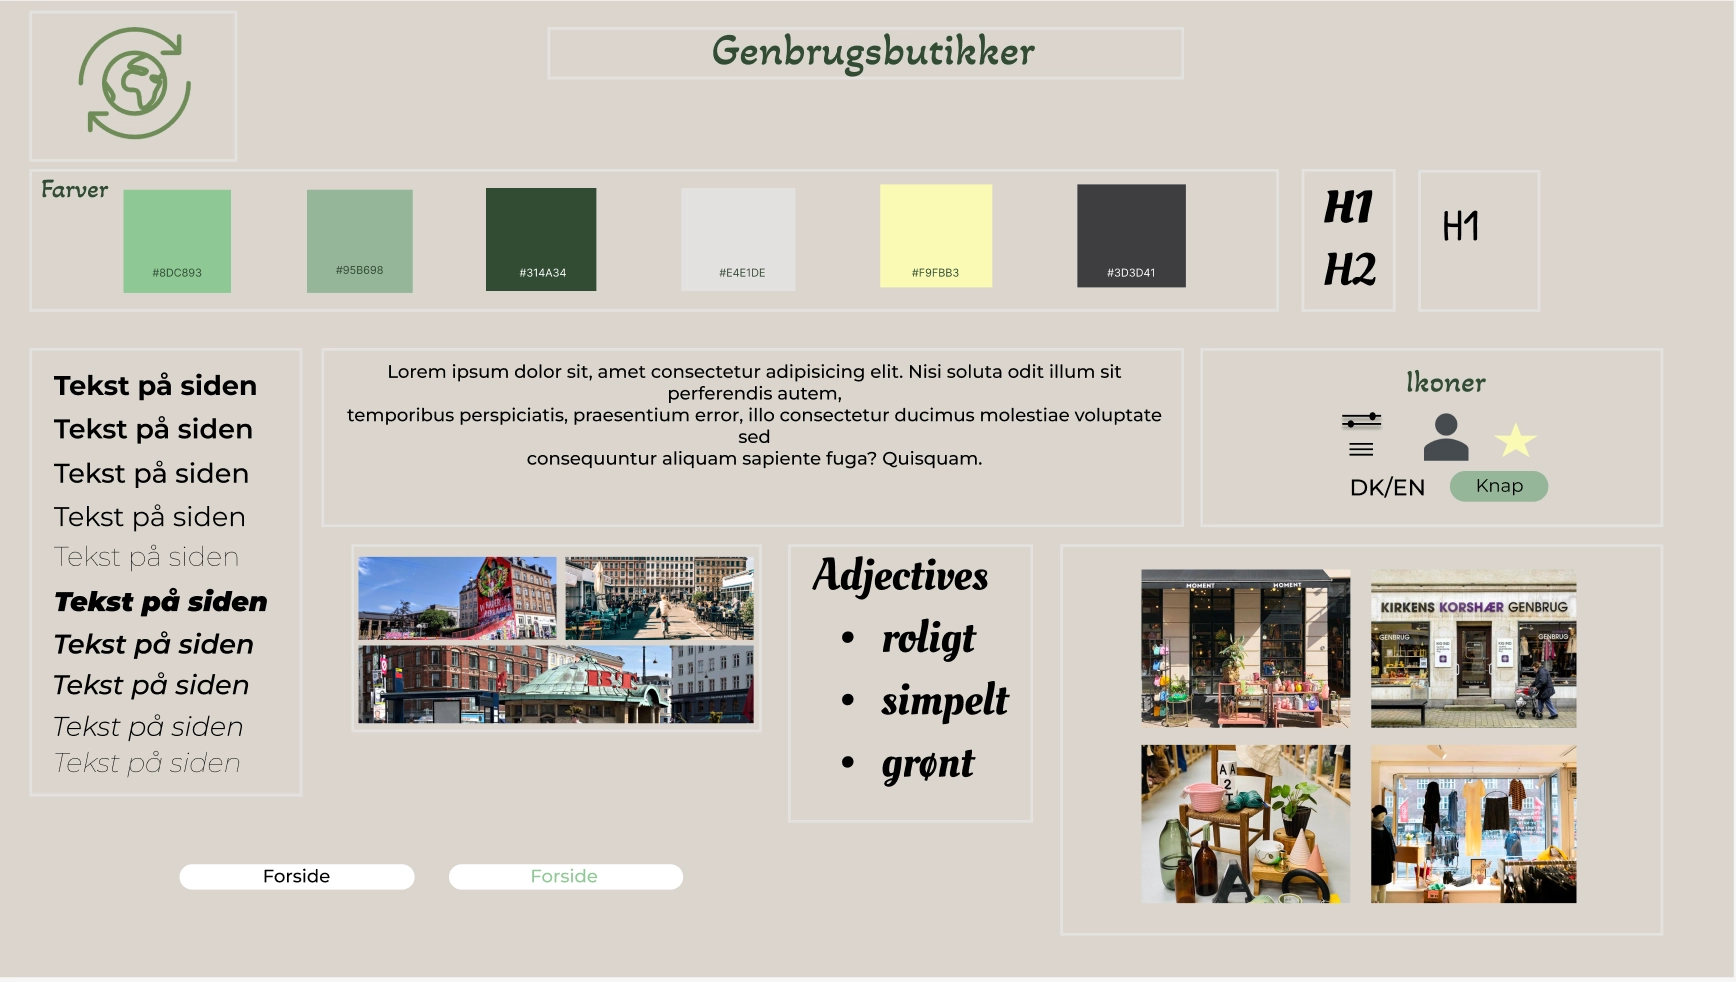 Genbrugsbutikker
Farver
#8DC893
#95B698
#314A34
#E4E1DE
#F9FBB3
#3D3D41
H1
H2
H1
Tekst på siden
Tekst på siden
Tekst på siden
Tekst på siden
Tekst på siden
Tekst på siden
Tekst på siden
Tekst på siden
Tekst på siden
Tekst på siden
Lorem ipsum dolor sit, amet consectetur adipisicing elit. Nisi soluta odit illum sit
perferendis autem,
temporibus perspiciatis, praesentium error, illo consectetur ducimus molestiae voluptate
sed
consequuntur aliquam sapiente fuga? Quisquam.
Ikoner
DK/EN
Knap
B.T.
Adjectives
• roligt
• simpelt
• grønt
MOMENT
MOMENT
KIRKENS KORSHÆR GENBRUG
GENBRUG
GENBRUG
Forside
Forside